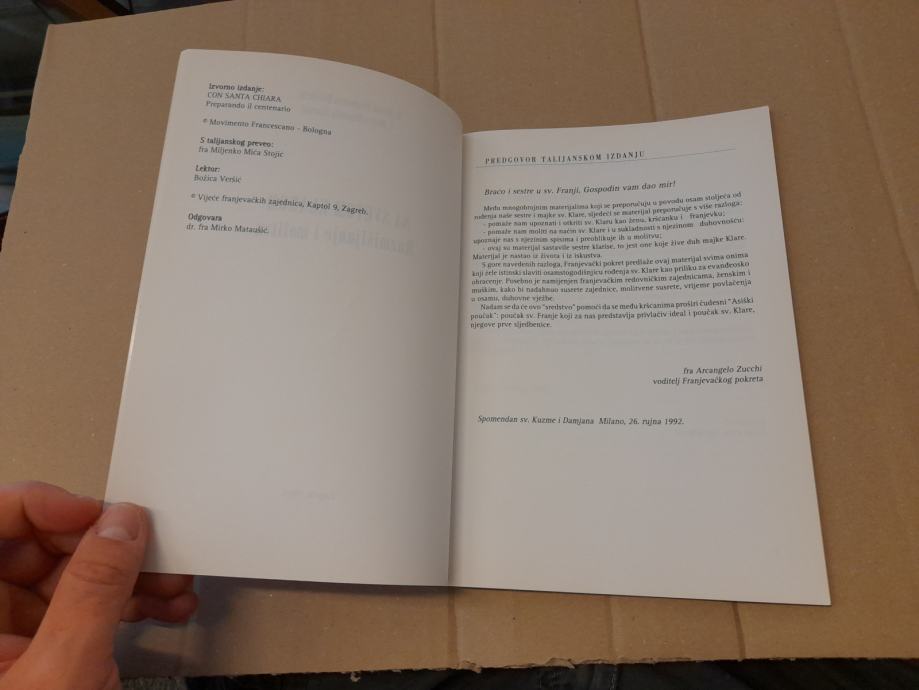 Izvorno izdanje:
CON SANTA CHIARA
Preparando il centenario
© Movimento Francescano - Bologna
S talijanskog preveo:
fra Miljenko Mića Stojić
Lektor:
Božica Veršić
© Vijeće franjevačkih zajednica, Kaptol 9, Zagreb.
Odgovara
dr. fra Mirko Mataušić.
PREDGOVOR TALIJANSKOM IZDANJU
Braćo i sestre u sv. Franji, Gospodin vam dao mir!
Među mnogobrojnim materijalima koji se preporučuju u povodu osam stoljeća od
rođenja naše sestre i majke sv. Klare, sljedeći se materijal preporučuje s više razloga:
- pomaže nam upoznati i otkriti sv. Klaru kao ženu, kršćanku i franjevku;
- pomaže nam moliti na način sv. Klare i u sukladnosti s njezinom duhovnošću:
upoznaje nas s njezinim spisima i preoblikuje ih u molitvu;
- ovaj su materijal sastavile sestre klarise, to jest one koje žive duh majke Klare.
Materijal je nastao iz života i iz iskustva.
S gore navedenih razloga, Franjevački pokret predlaže ovaj materijal svima onima
koji žele istinski slaviti osamstogodišnjicu rođenja sv. Klare kao priliku za evanđeosko
obraćenje. Posebno je namijenjen franjevačkim redovničkim zajednicama, ženskim i
muškim, kako bi nadahnuo susrete zajednice, molitvene susrete, vrijeme povlačenja
u osamu, duhovne vježbe.
Nadam se da će ovo "sredstvo" pomoći da se među kršćanima proširi čudesni "Asiški
poučak": poučak sv. Franje koji za nas predstavlja privlačiv ideal i poučak sv. Klare,
njegove prve sljedbenice.
fra Arcangelo Zucchi
voditelj Franjevačkog pokreta
Spomendan sv. Kuzme i Damjana Milano, 26. rujna 1992.